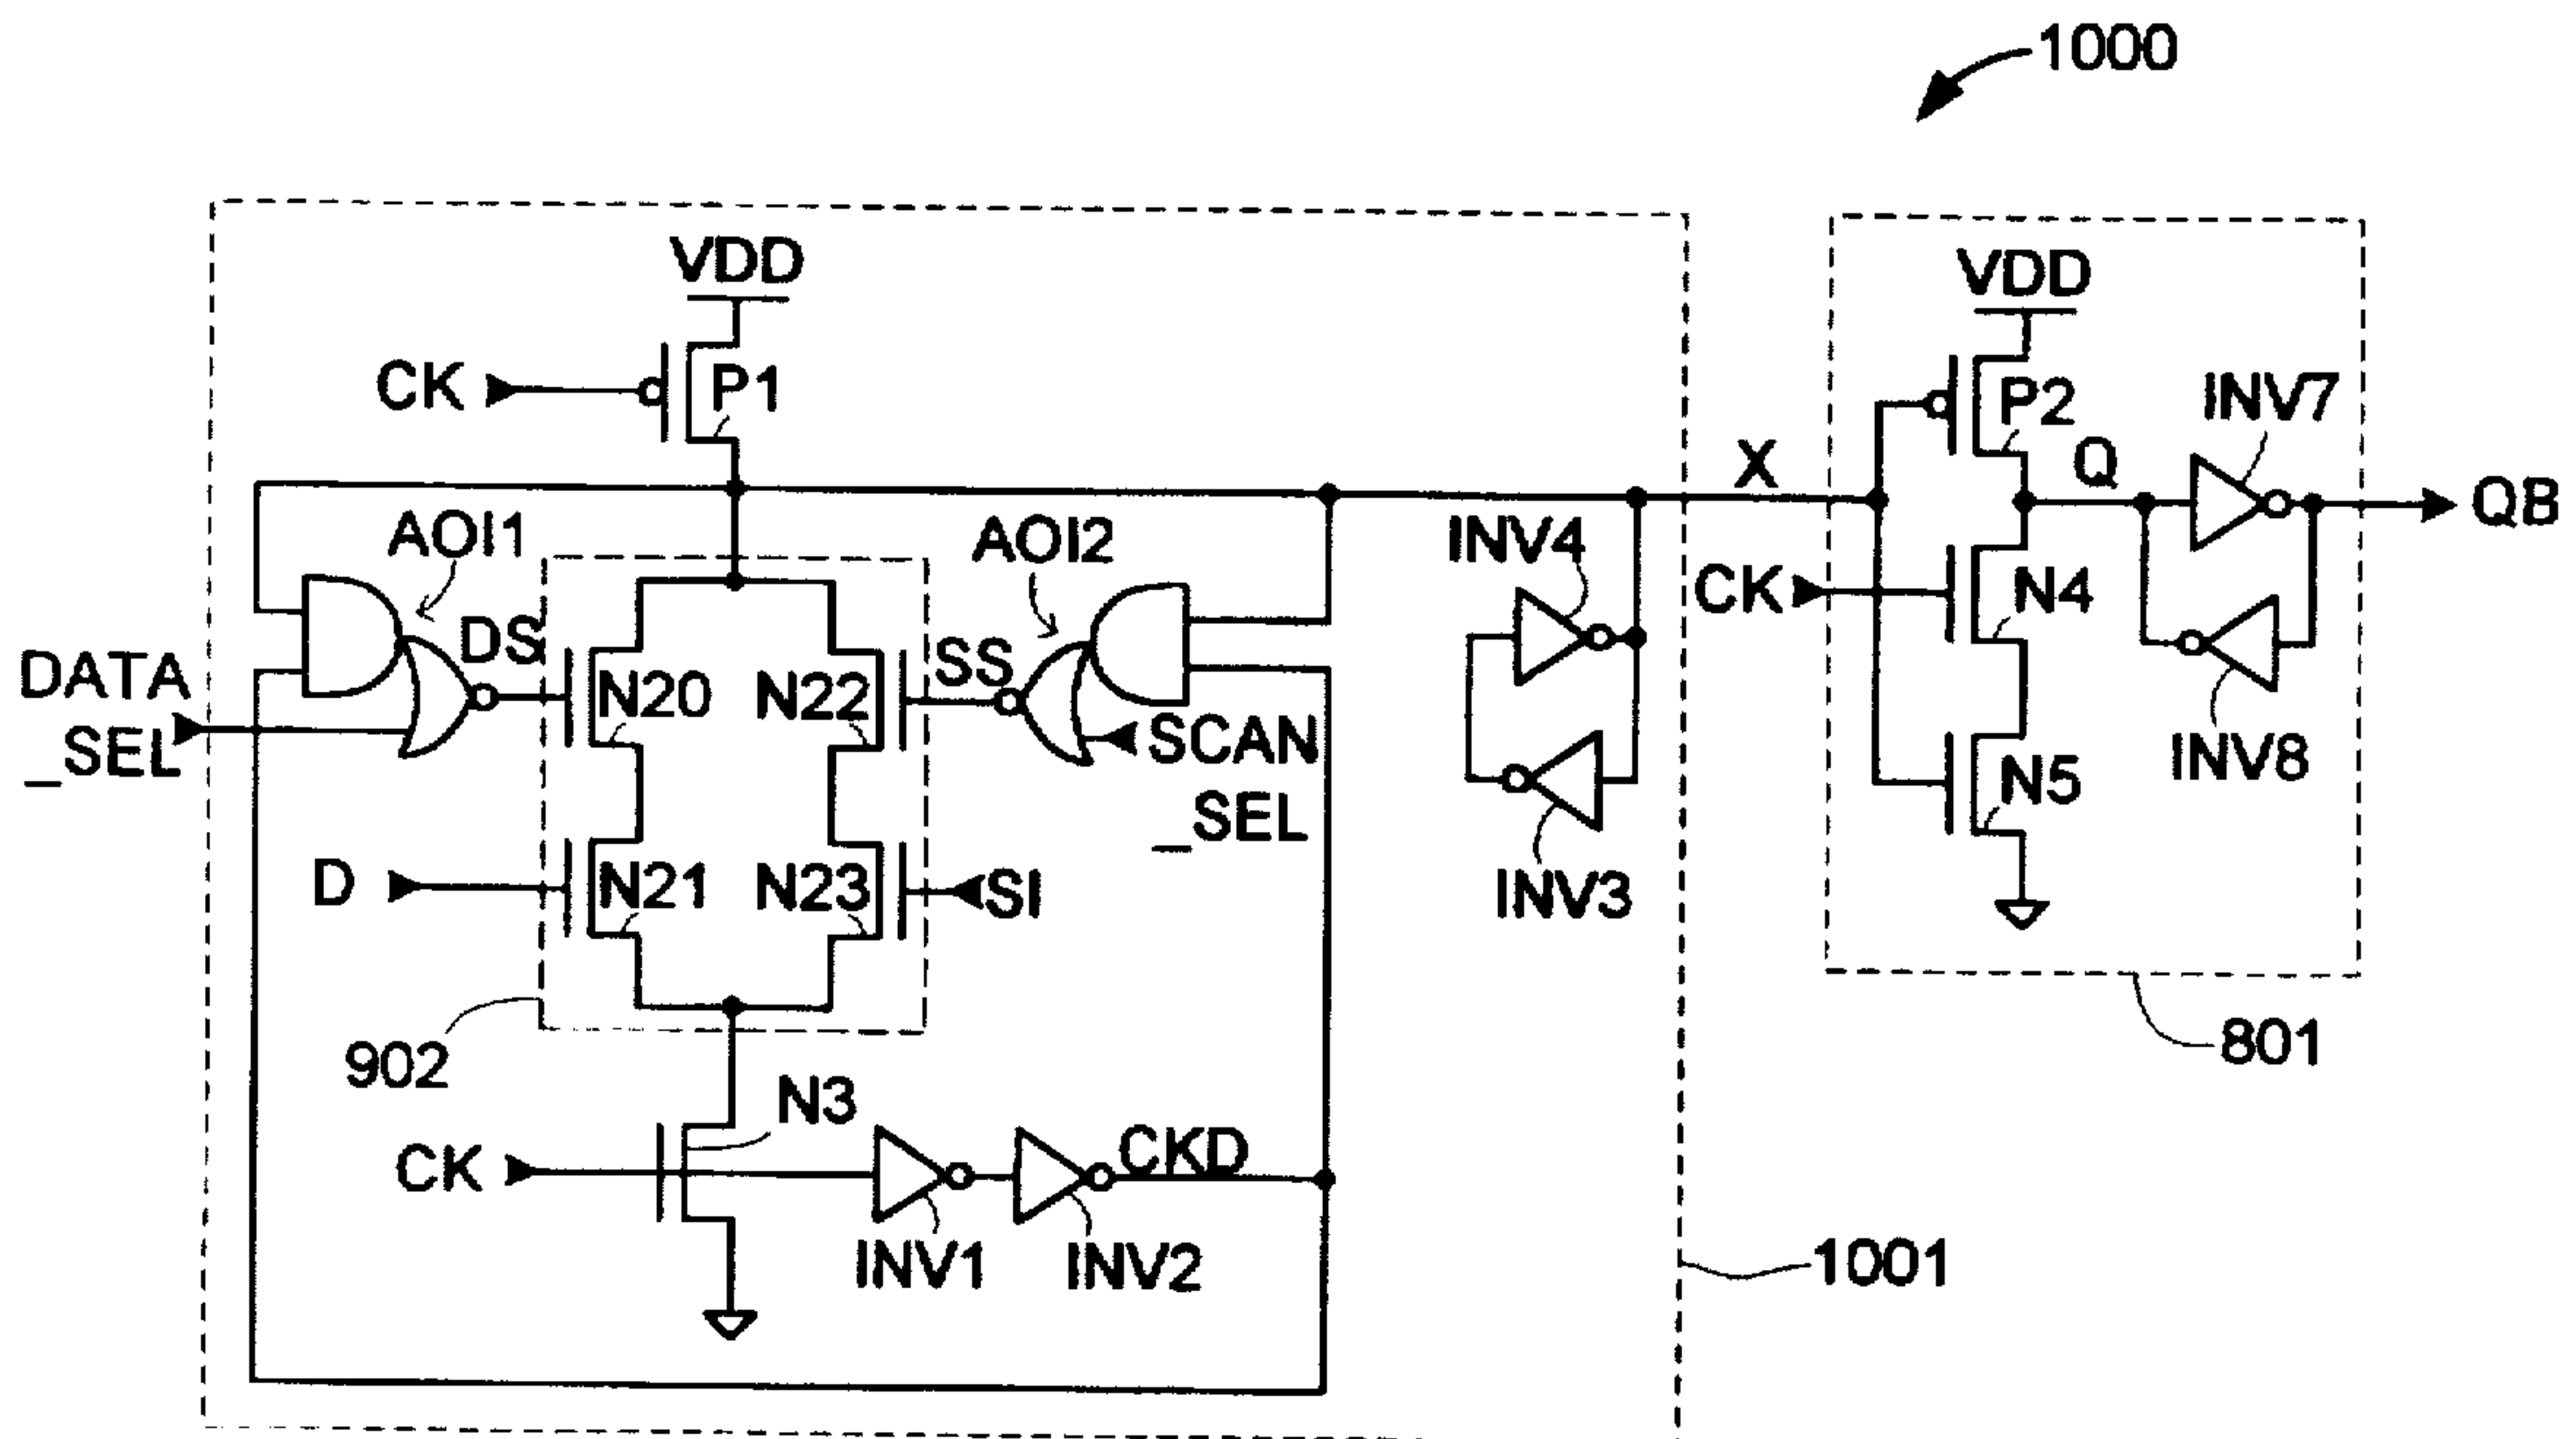 1000
VDD
VDD
CK
P1
P2
INV7
X
Q
QB
AOI1
AOI2
INV4
CK
N4
DS
SS
DATA
_SEL
N20
N22
SCAN
_SEL
N5
INV8
D
N21
N23
SI
INV3
902
801
N3
CK
CKD
INV1
INV2
1001